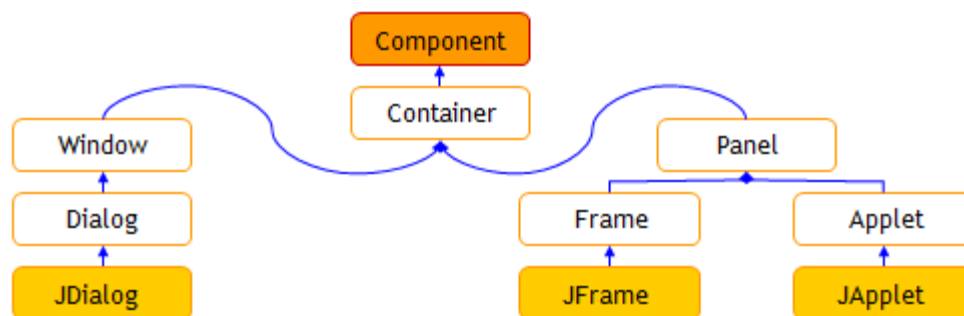 Component
Container
Window
Panel
Dialog
Frame
Applet
JDialog
JFrame
JApplet